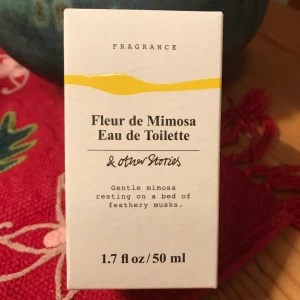 FRAGRANCE
Fleur de Mimosa
Eau de Toilette
& other Stories
Gentle mimosa
resting on a bed of
feathery musks.
1.7 fl oz/50 ml